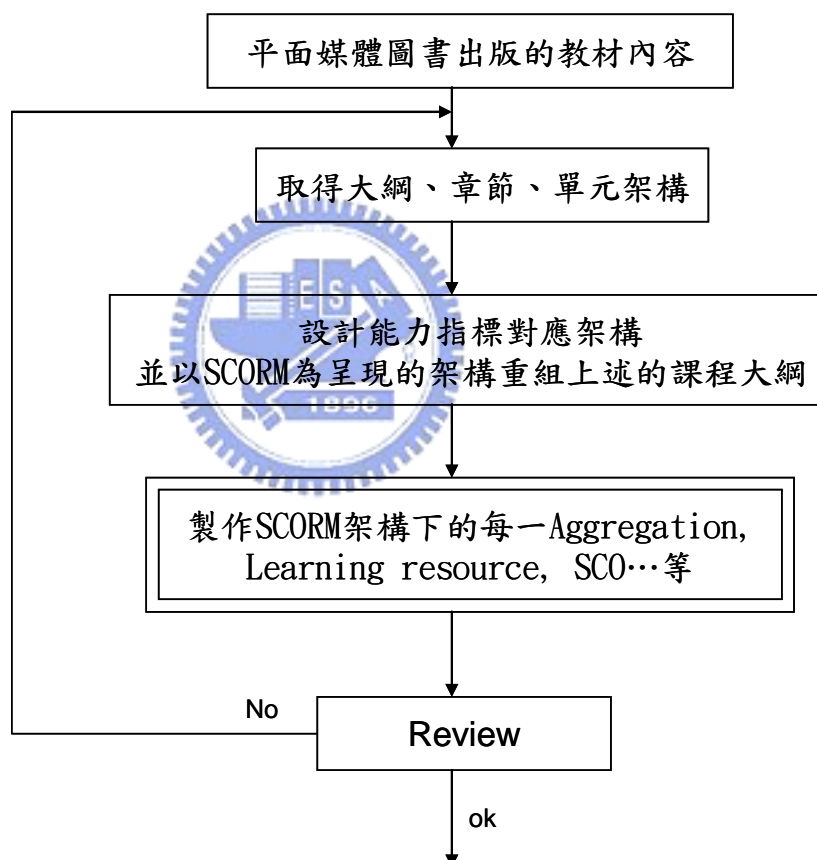 平面媒體圖書出版的教材內容
取得大綱、章節、單元架構
設計能力指標對應架構
並以SCORM為呈現的架構重組上述的課程大綱
製作SCORM架構下的每一Aggregation,
Learning resource, SCO…等
No
Review
ok
E S A
1896